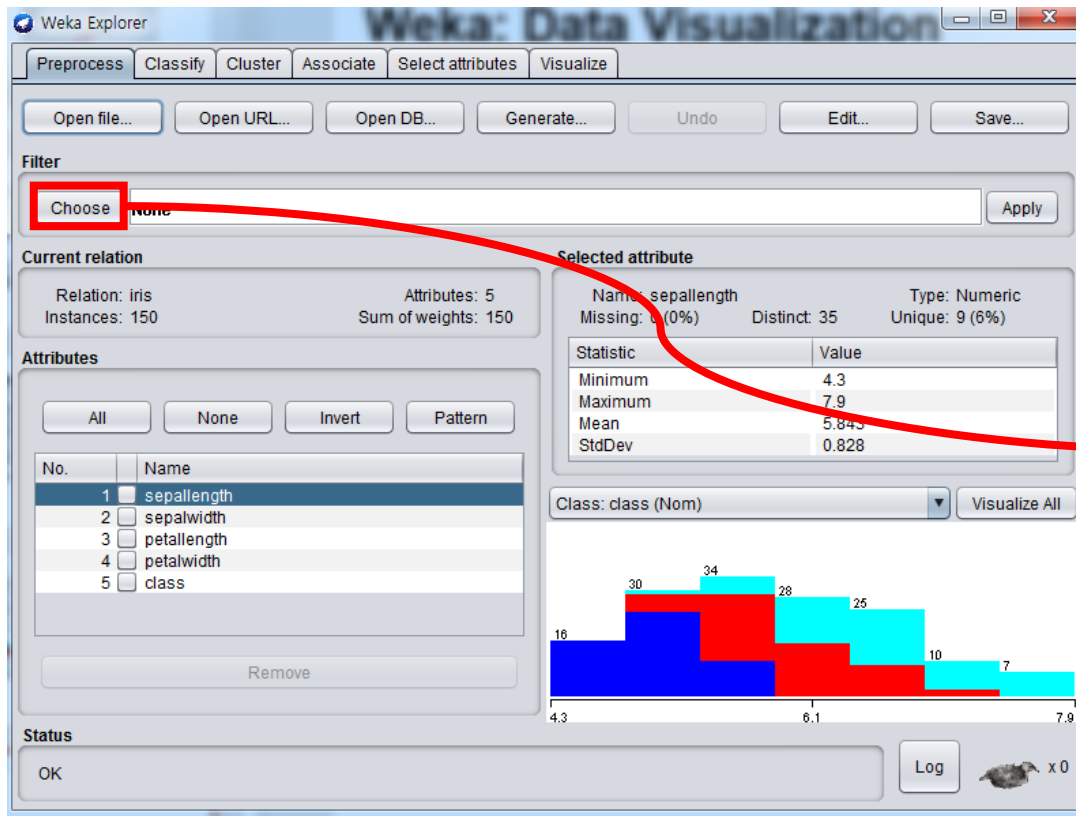 Weka: Data Visualization
Weka Explorer
Preprocess Classify Cluster Associate Select attributes Visualize
Open file... Open URL... Open DB... Generate... Undo Edit... Save...
Filter
Choose None Apply
Current relation
Relation: iris Attributes: 5
Instances: 150 Sum of weights: 150
Selected attribute
Name: sepallength Type: Numeric
Missing: 0 (0%) Distinct: 35 Unique: 9 (6%)
Statistic Value
Minimum 4.3
Maximum 7.9
Mean 5.843
StdDev 0.828
Attributes
All None Invert Pattern
No. Name
1 sepallength
2 sepalwidth
3 petallength
4 petalwidth
5 class
Remove
Class: class (Nom) Visualize All
16 30 34 28 25 10 7
4.3 6.1 7.9
Status
OK
Log x 0